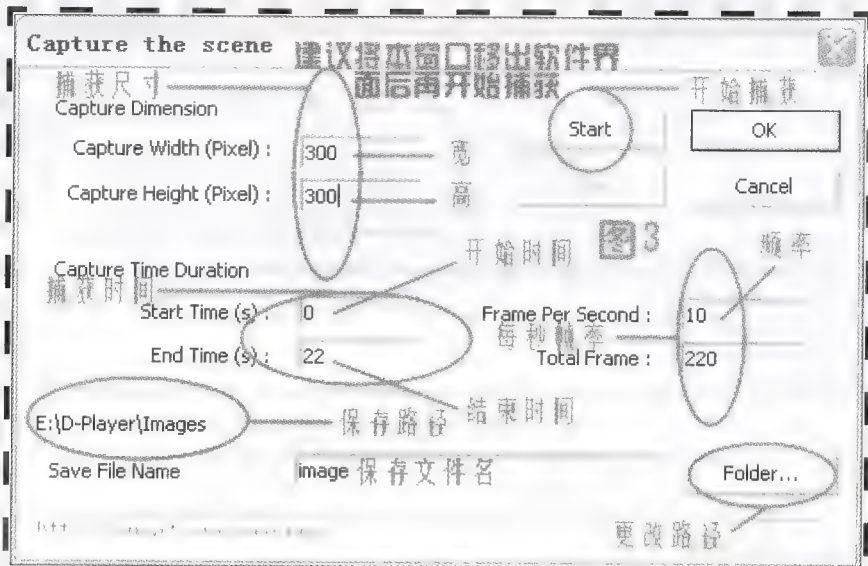 Capture the scene
建议将本窗口移出软件界
面后再开始捕获
捕获尺寸
开始捕获
Capture Dimension
Start
OK
Capture Width (Pixel) : 300 宽
Capture Height (Pixel) : 300 高
Cancel
图3
开始时间
频率
Capture Time Duration
捕获时间
Start Time (s) : 0
Frame Per Second : 10
每秒帧率
End Time (s) : 22
Total Frame : 220
E:\D-Player\Images
保存路径
结束时间
Save File Name image 保存文件名
Folder...
更改路径